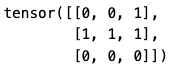 tensor([[0, 0, 1],
        [1, 1, 1],
        [0, 0, 0]])